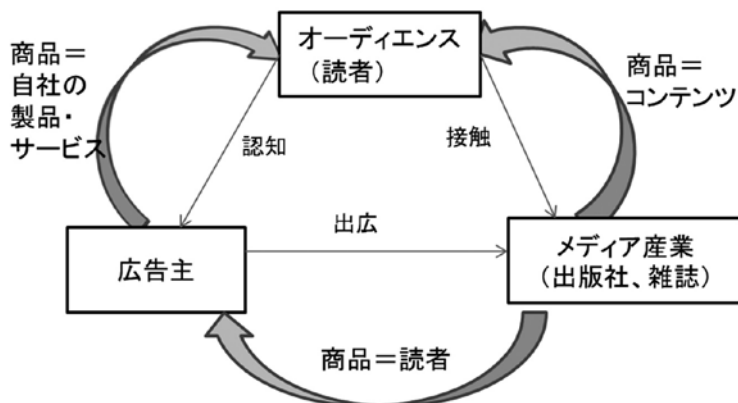 オーディエンス
（読者）
商品＝
自社の
製品・
サービス
商品＝
コンテンツ
認知
接触
出広
広告主
メディア産業
（出版社、雑誌）
商品＝読者